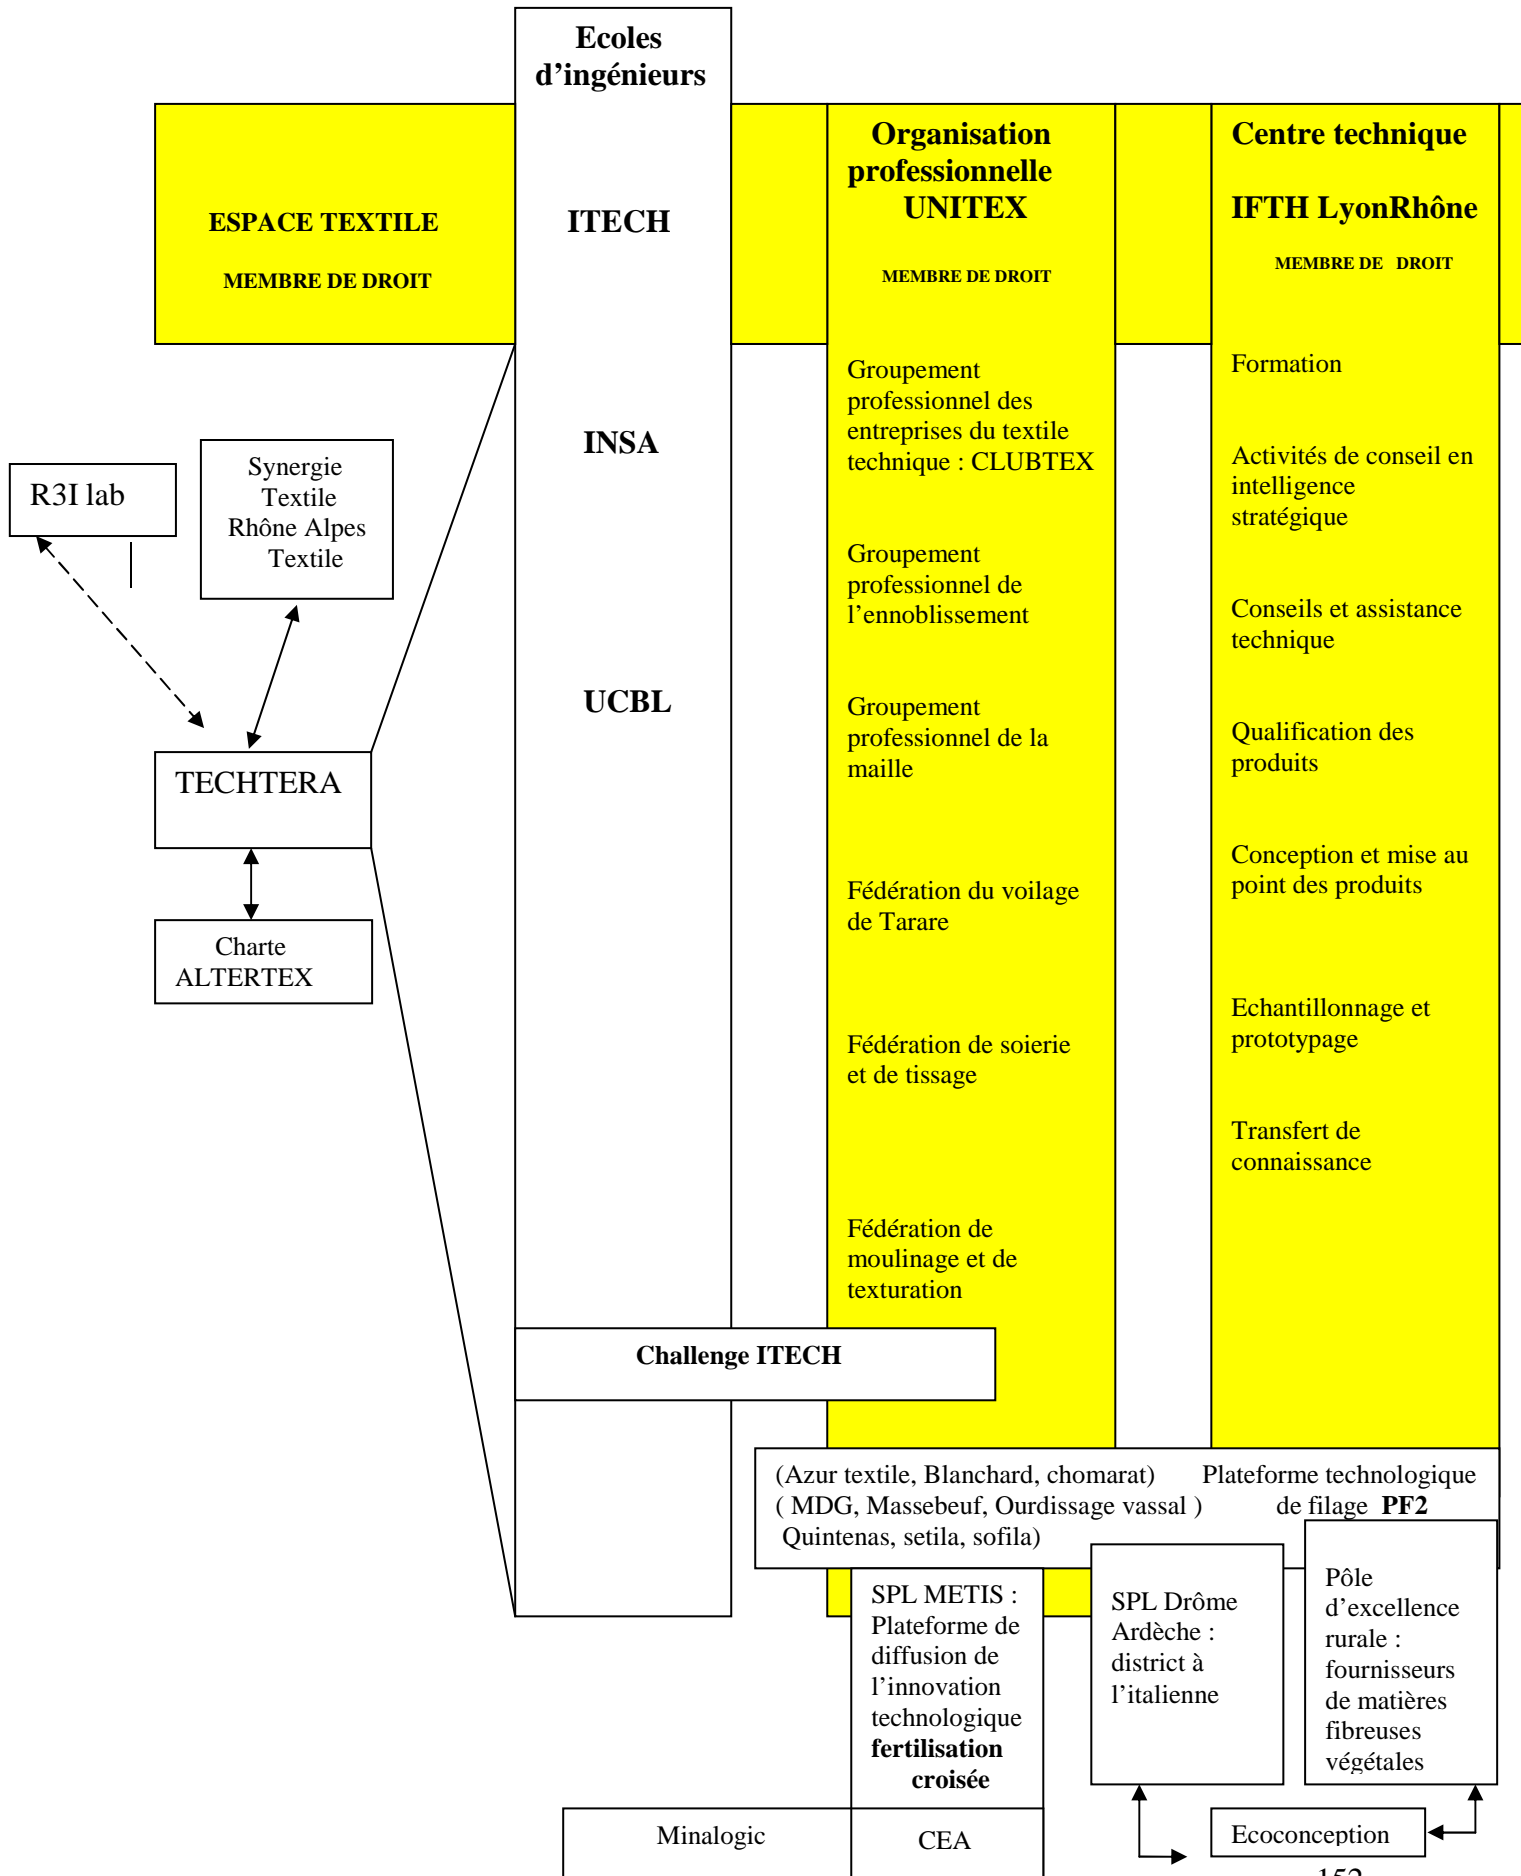 Ecoles
d’ingénieurs
ITECH
INSA
UCBL
ESPACE TEXTILE
MEMBRE DE DROIT
Organisation
professionnelle
UNITEX
MEMBRE DE DROIT
Groupement
professionnel des
entreprises du textile
technique : CLUBTEX
Groupement
professionnel de
l’ennoblissement
Groupement
professionnel de la
maille
Fédération du voilage
de Tarare
Fédération de soierie
et de tissage
Fédération de
moulinage et de
texturation
Centre technique
IFTH LyonRhône
MEMBRE DE DROIT
Formation
Activités de conseil en
intelligence
stratégique
Conseils et assistance
technique
Qualification des
produits
Conception et mise au
point des produits
Echantillonnage et
prototypage
Transfert de
connaissance
R3I lab
Synergie
Textile
Rhône Alpes
Textile
TECHTERA
Charte
ALTERTEX
Challenge ITECH
(Azur textile, Blanchard, chomarat) Plateforme technologique
( MDG, Massebeuf, Ourdissage vassal ) de filage PF2
Quintenas, setila, sofila)
SPL METIS :
Plateforme de
diffusion de
l’innovation
technologique
fertilisation
croisée
SPL Drôme
Ardèche :
district à
l’italienne
Pôle
d’excellence
rurale :
fournisseurs
de matières
fibreuses
végétales
Minalogic
CEA
Ecoconception